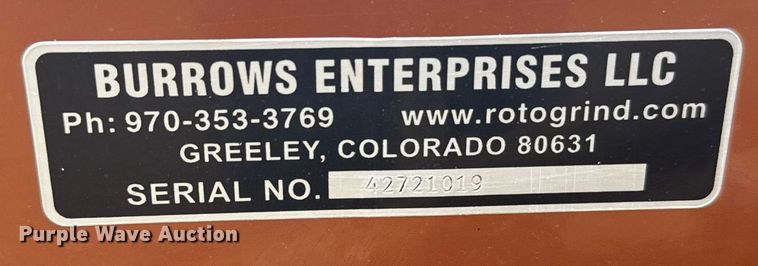 BURROWS ENTERPRISES LLC
Ph: 970-353-3769 www.rotogrind.com
GREELEY, COLORADO 80631
SERIAL NO. 42721019
Purple Wave Auction